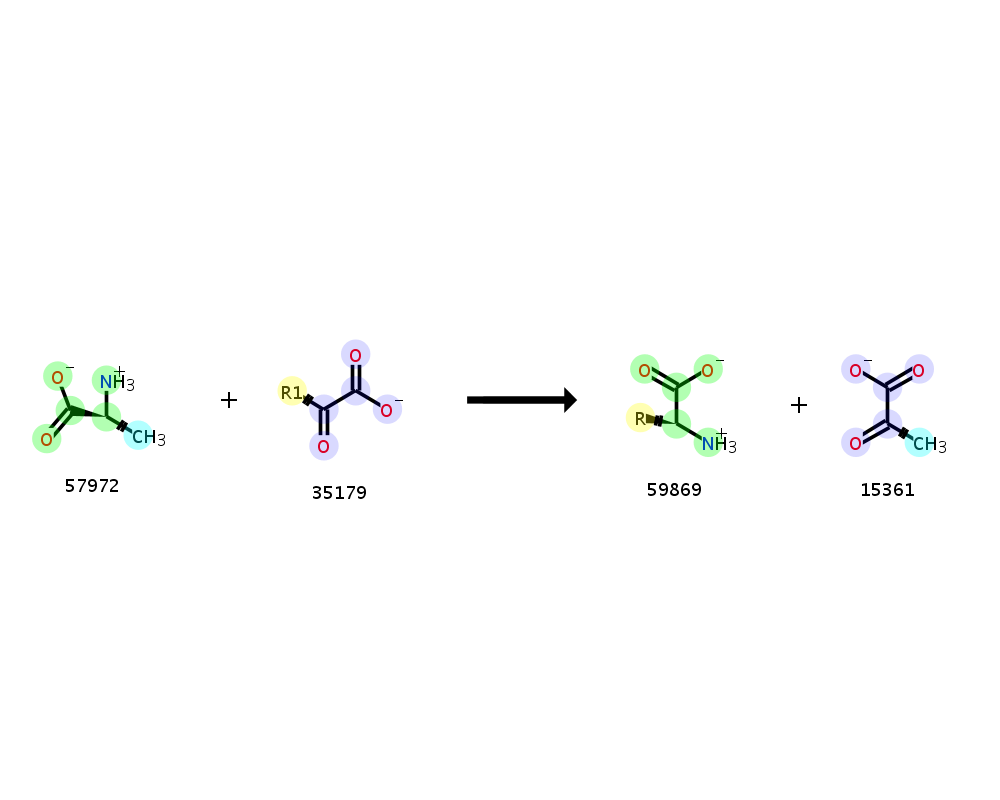 O⁻ NH₃⁺ O CH₃
57972
+
R1 O O O⁻
35179
O O⁻ R NH₃⁺
59869
+
O⁻ O O CH₃
15361